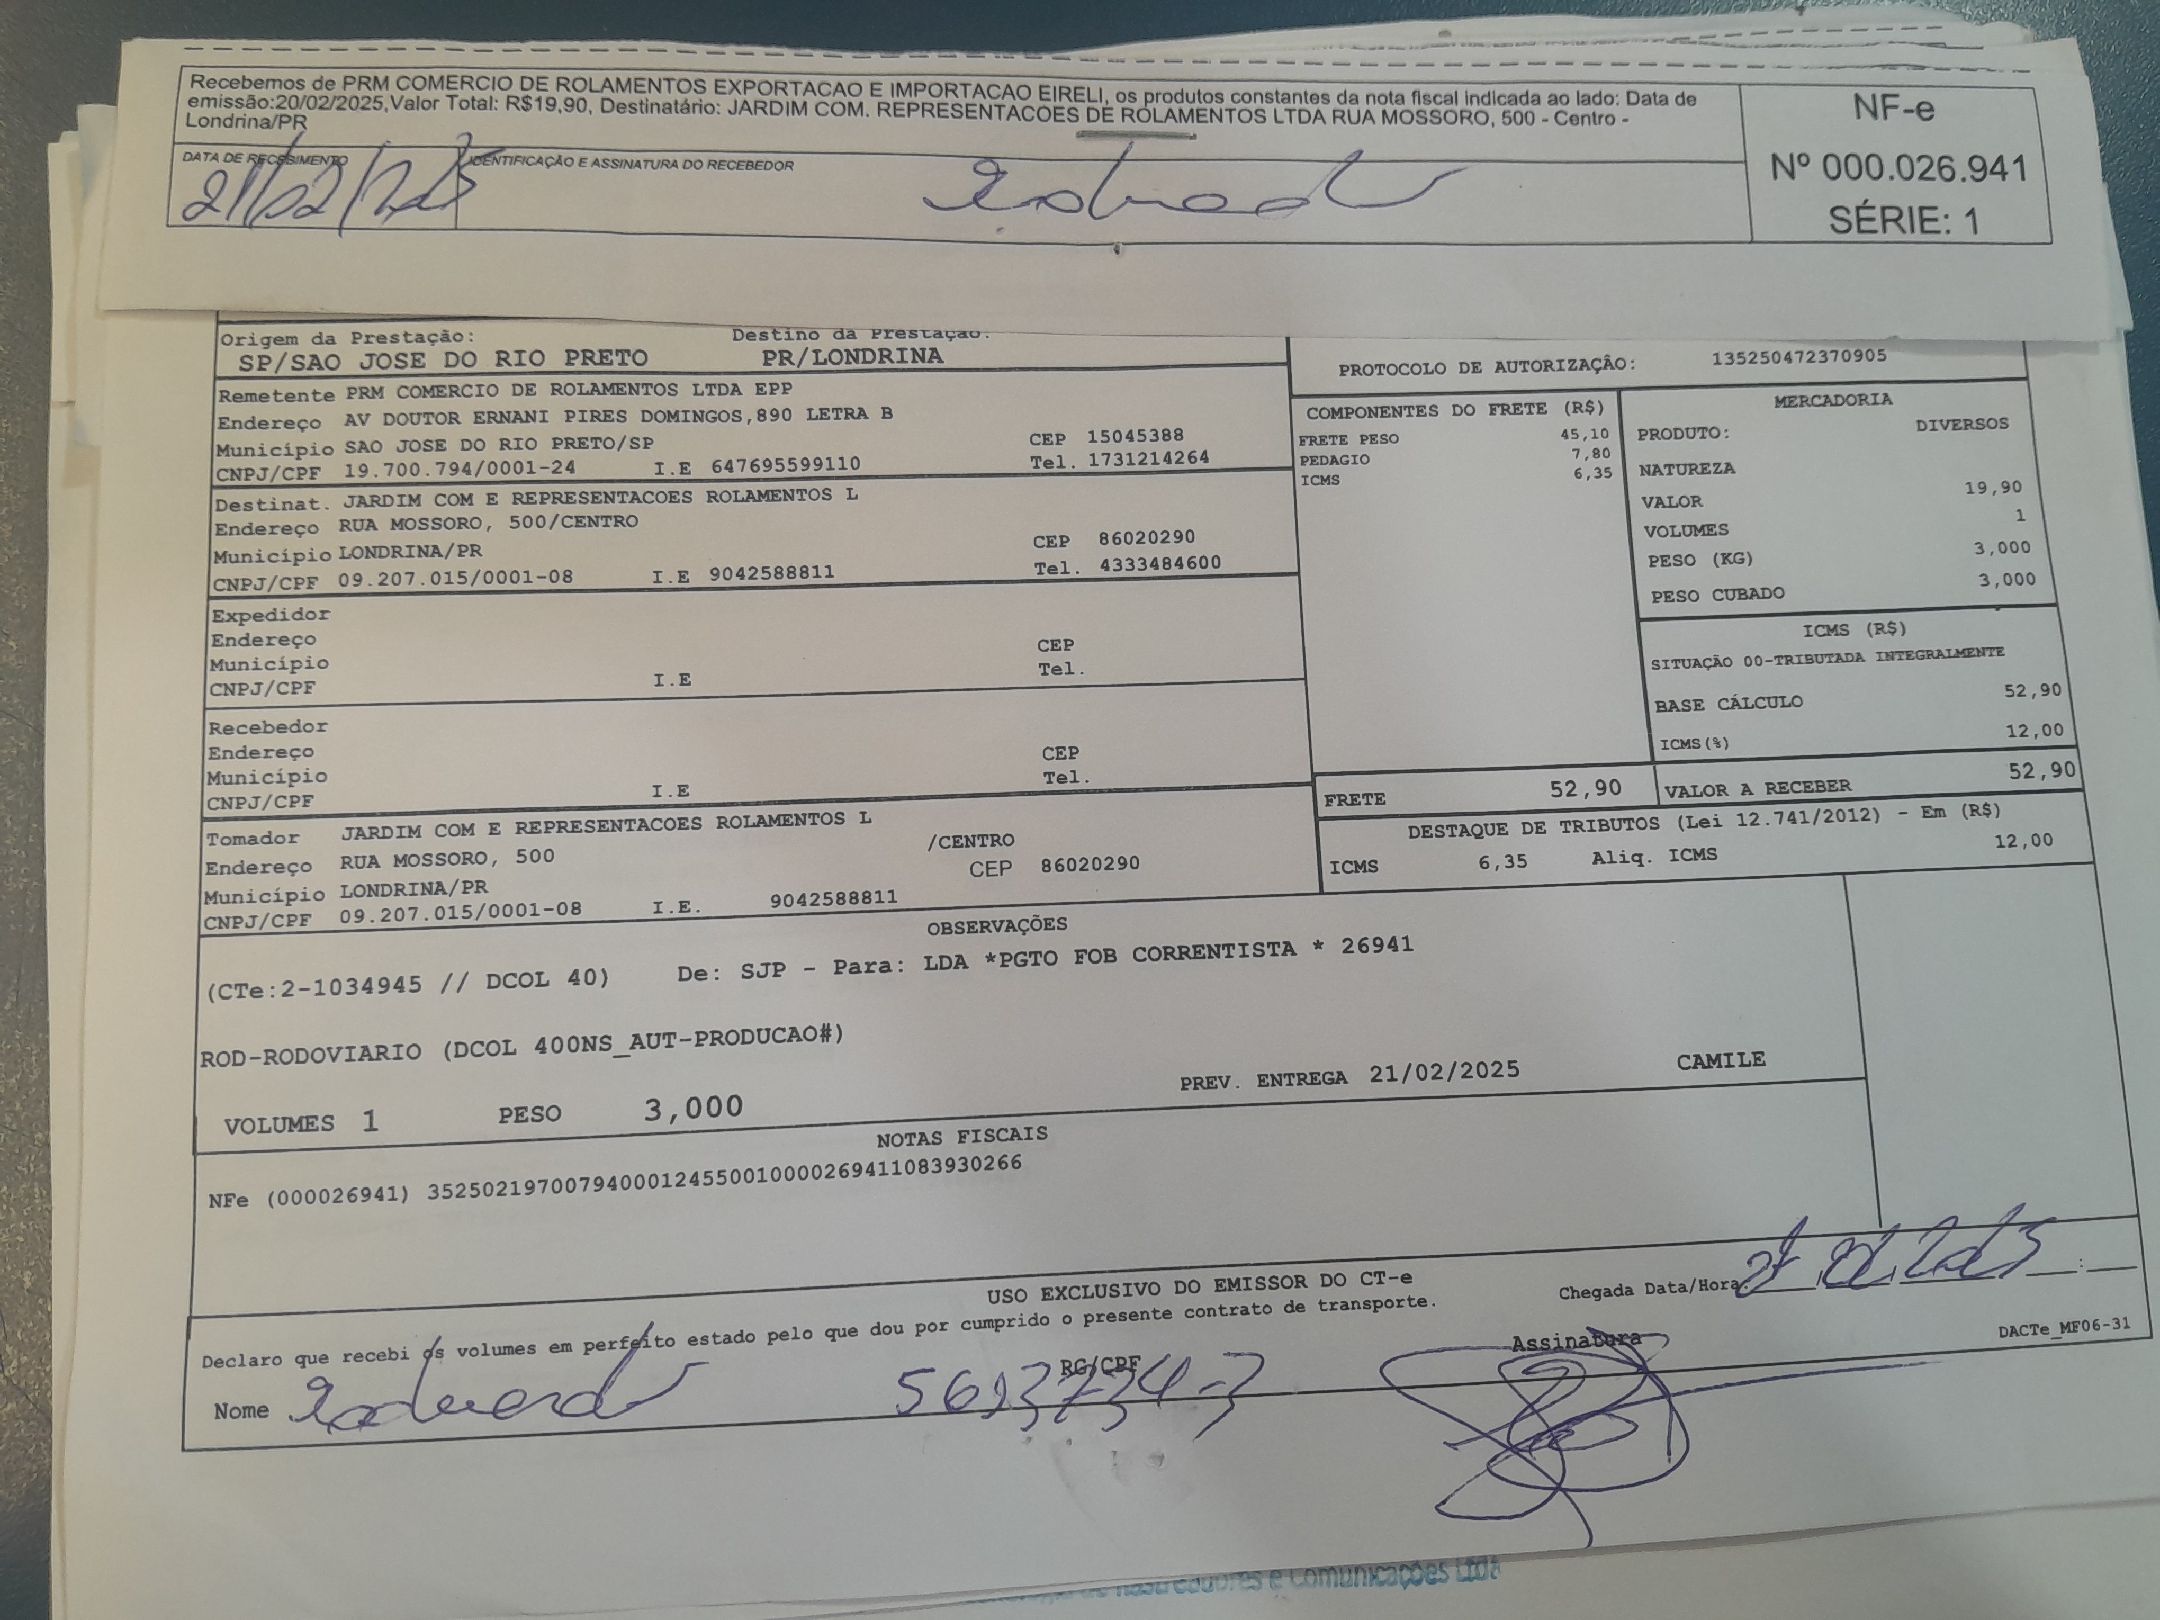 Recebemos de PRM COMERCIO DE ROLAMENTOS EXPORTACAO E IMPORTACAO EIRELI, os produtos constantes da nota fiscal indicada ao lado: Data de
emissão:20/02/2025,Valor Total: R$19,90, Destinatário: JARDIM COM. REPRESENTACOES DE ROLAMENTOS LTDA RUA MOSSORO, 500 - Centro -
Londrina/PR
NF-e
Nº 000.026.941
SÉRIE: 1
DATA DE RECEBIMENTO IDENTIFICAÇÃO E ASSINATURA DO RECEBEDOR
21/02/2025 Eduardo
Origem da Prestação: Destino da Prestação:
SP/SAO JOSE DO RIO PRETO PR/LONDRINA
PROTOCOLO DE AUTORIZAÇÃO: 135250472370905
Remetente PRM COMERCIO DE ROLAMENTOS LTDA EPP
Endereço AV DOUTOR ERNANI PIRES DOMINGOS,890 LETRA B
Município SAO JOSE DO RIO PRETO/SP CEP 15045388
CNPJ/CPF 19.700.794/0001-24 I.E 647695599110 Tel. 1731214264
Destinat. JARDIM COM E REPRESENTACOES ROLAMENTOS L
Endereço RUA MOSSORO, 500/CENTRO
Município LONDRINA/PR CEP 86020290
CNPJ/CPF 09.207.015/0001-08 I.E 9042588811 Tel. 4333484600
Expedidor
Endereço
Município CEP
CNPJ/CPF I.E Tel.
Recebedor
Endereço
Município CEP
CNPJ/CPF I.E Tel.
Tomador JARDIM COM E REPRESENTACOES ROLAMENTOS L
Endereço RUA MOSSORO, 500 /CENTRO
Município LONDRINA/PR CEP 86020290
CNPJ/CPF 09.207.015/0001-08 I.E. 9042588811
COMPONENTES DO FRETE (R$)
FRETE PESO 45,10
PEDAGIO 7,80
ICMS 6,35
MERCADORIA
PRODUTO: DIVERSOS
NATUREZA
VALOR 19,90
VOLUMES 1
PESO (KG) 3,000
PESO CUBADO 3,000
ICMS (R$)
SITUAÇÃO 00-TRIBUTADA INTEGRALMENTE
BASE CÁLCULO 52,90
ICMS(%) 12,00
FRETE 52,90 VALOR A RECEBER 52,90
DESTAQUE DE TRIBUTOS (Lei 12.741/2012) - Em (R$)
ICMS 6,35 Aliq. ICMS 12,00
OBSERVAÇÕES
(CTe:2-1034945 // DCOL 40) De: SJP - Para: LDA *PGTO FOB CORRENTISTA * 26941
ROD-RODOVIARIO (DCOL 400NS_AUT-PRODUCAO#)
VOLUMES 1 PESO 3,000 PREV. ENTREGA 21/02/2025 CAMILE
NOTAS FISCAIS
NFe (000026941) 35250219700794000124550010000269411083930266
USO EXCLUSIVO DO EMISSOR DO CT-e
Declaro que recebi os volumes em perfeito estado pelo que dou por cumprido o presente contrato de transporte.
Chegada Data/Hora:
Nome Eduardo RG/CPF Assinatura
DACTe_MF06-31
e Comunicações Ltda